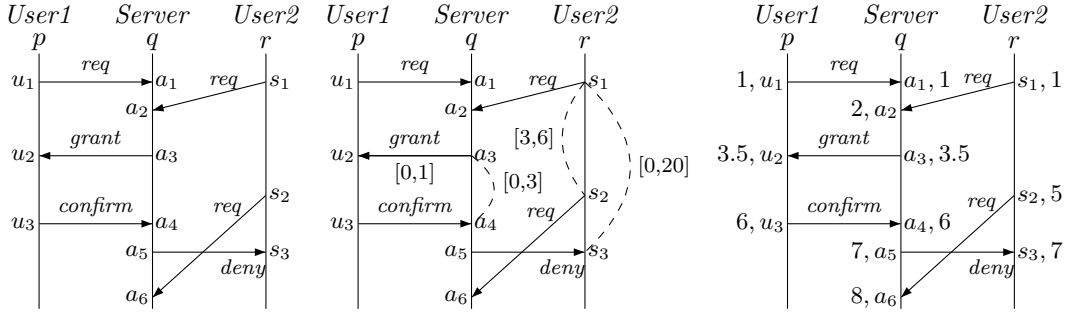 User1 Server User2 User1 Server User2 User1 Server User2
p q r p q r p q r
u1 req a1 req s1 u1 req a1 req s1 1, u1 req a1, 1 req s1, 1
a2 a2 2, a2
grant grant [3,6] grant
u2 a3 u2 a3 [0,20] 3.5, u2 a3, 3.5
[0,1] [0,3]
s2 s2 s2, 5
u3 confirm a4 req u3 confirm a4 req 6, u3 confirm a4, 6 req
a5 s3 a5 s3 7, a5 s3, 7
deny deny deny
a6 a6 8, a6